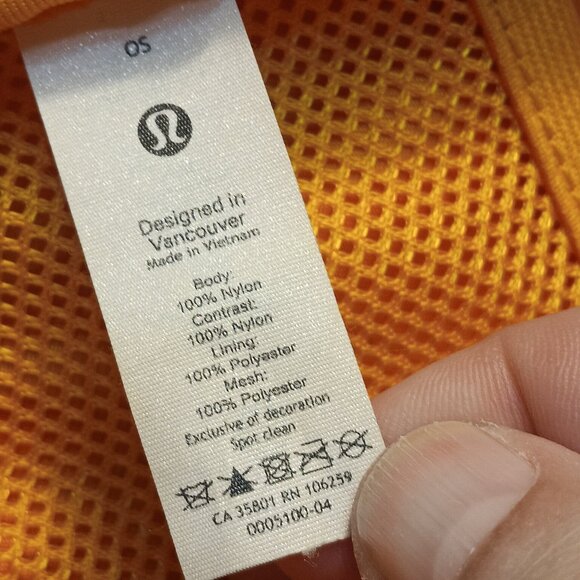 OS
Designed in
Vancouver
Made in Vietnam
Body:
100% Nylon
Contrast:
100% Nylon
Lining:
100% Polyester
Mesh:
100% Polyester
Exclusive of decoration
Spot clean
CA 35801 RN 106259
0005100-04